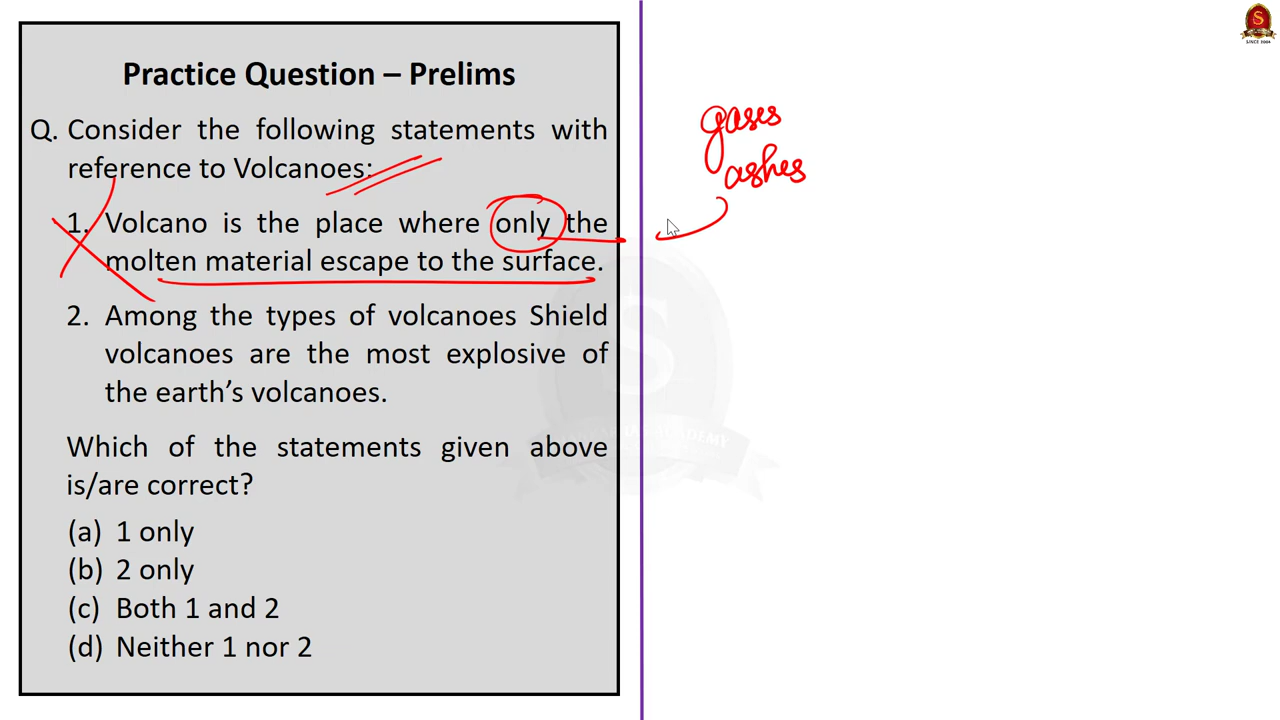 Practice Question – Prelims
Q. Consider the following statements with
reference to Volcanoes:
1. Volcano is the place where only the
molten material escape to the surface.
2. Among the types of volcanoes Shield
volcanoes are the most explosive of
the earth's volcanoes.
Which of the statements given above
is/are correct?
(a) 1 only
(b) 2 only
(c) Both 1 and 2
(d) Neither 1 nor 2
gases
ashes
S
SINCE 2004
S
ACADEMY